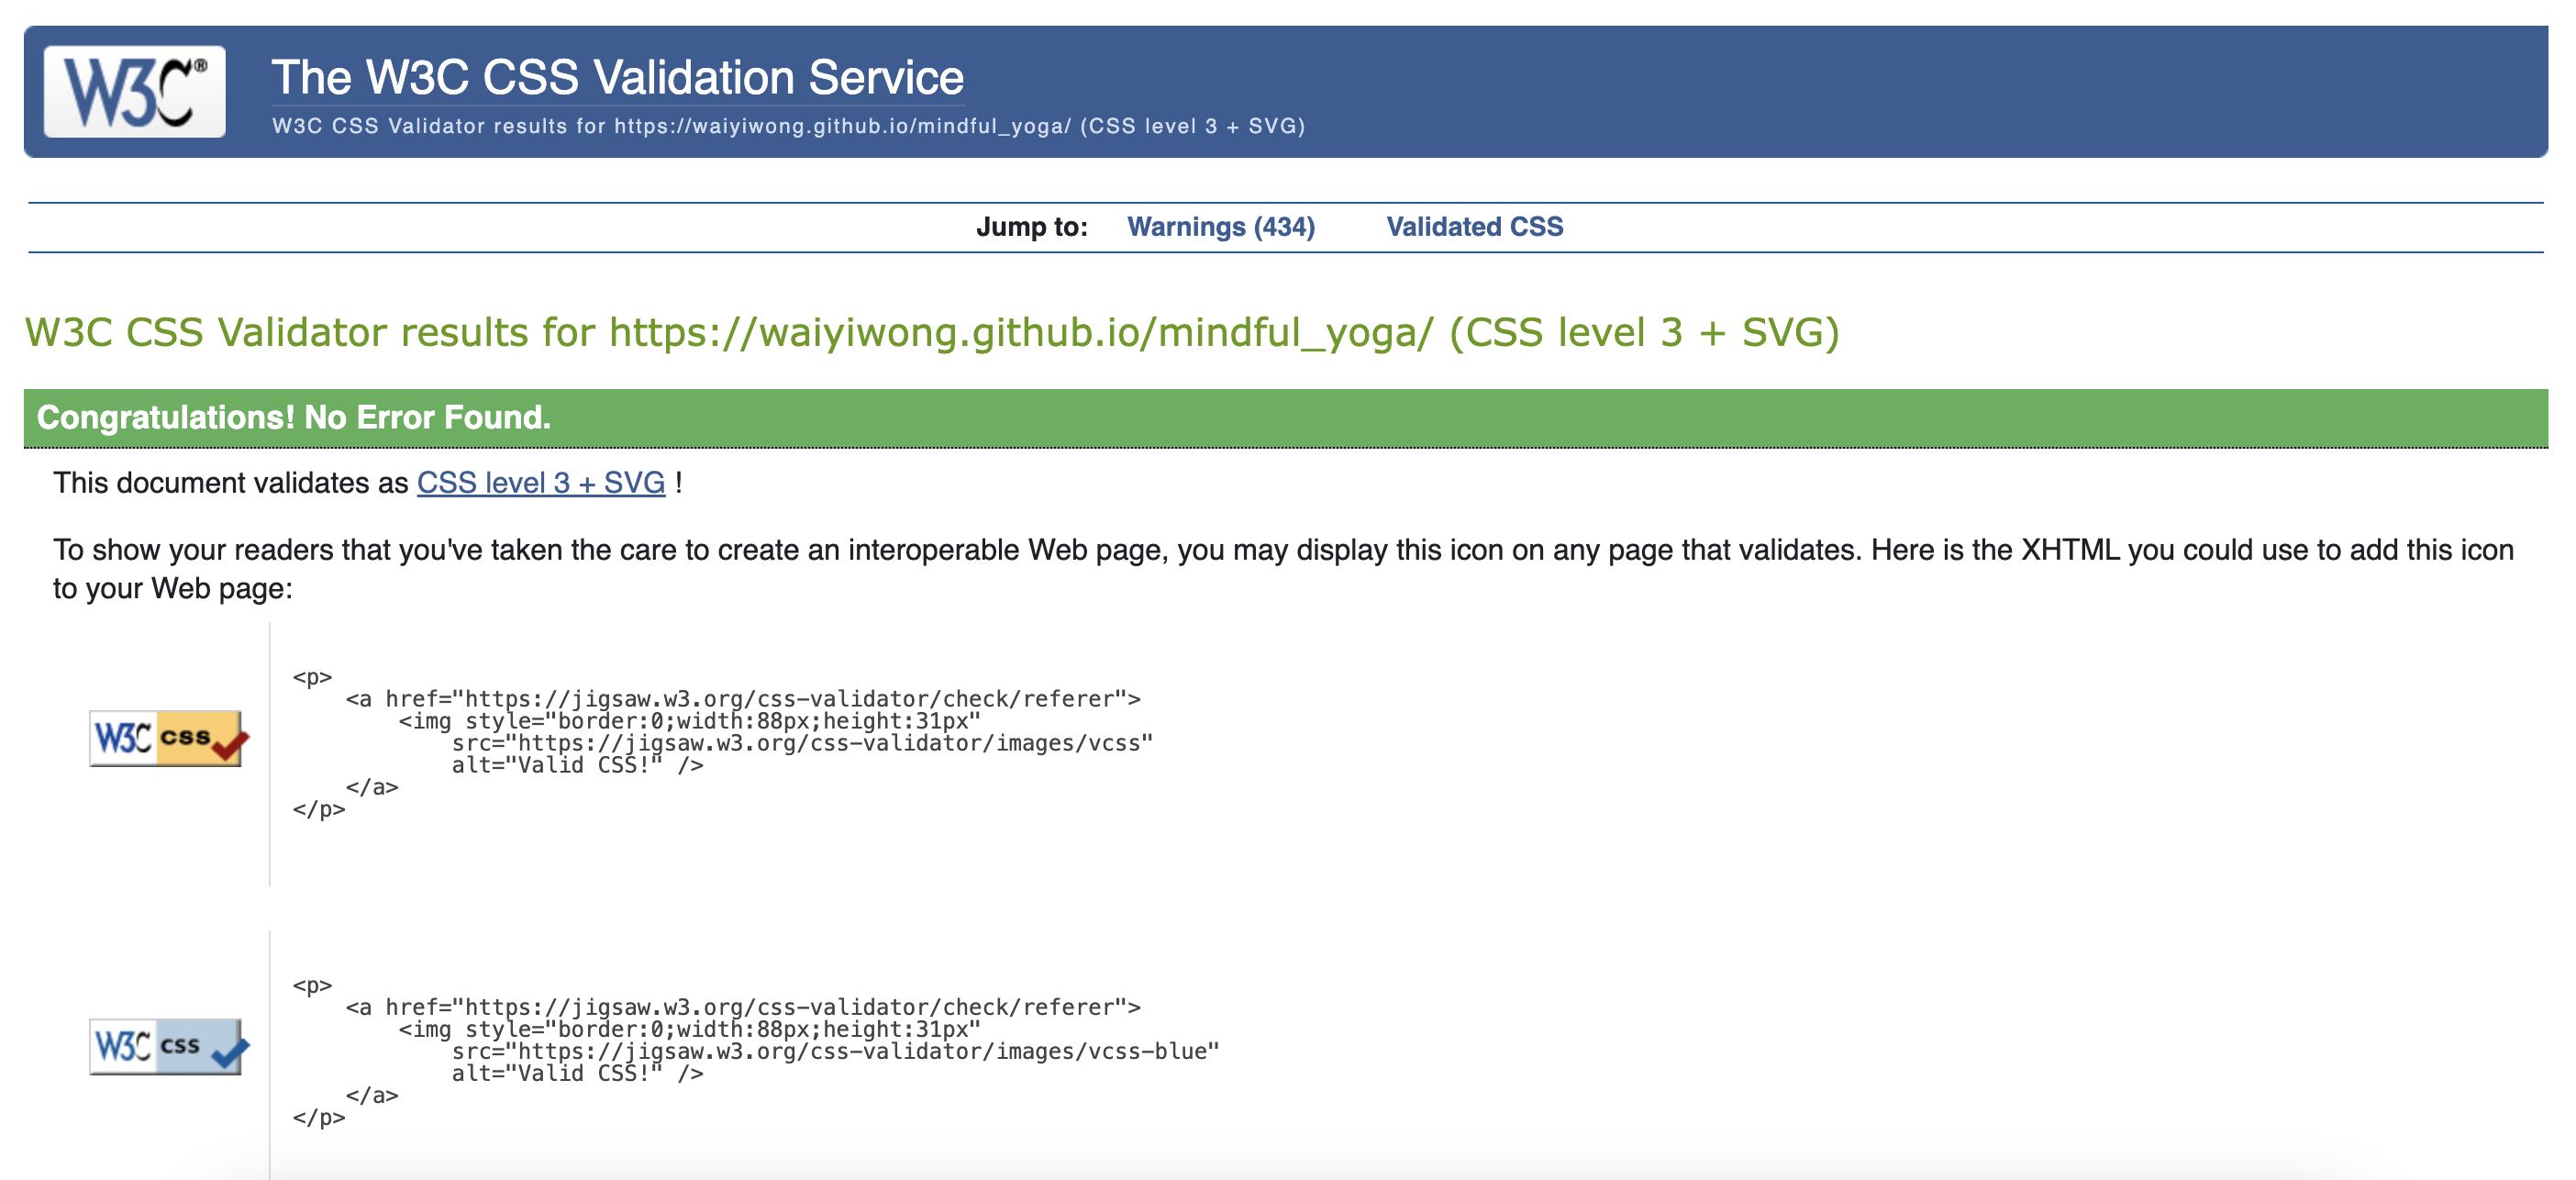 W3C®
The W3C CSS Validation Service
W3C CSS Validator results for https://waiyiwong.github.io/mindful_yoga/ (CSS level 3 + SVG)
Jump to: Warnings (434) Validated CSS
W3C CSS Validator results for https://waiyiwong.github.io/mindful_yoga/ (CSS level 3 + SVG)
Congratulations! No Error Found.
This document validates as CSS level 3 + SVG !
To show your readers that you've taken the care to create an interoperable Web page, you may display this icon on any page that validates. Here is the XHTML you could use to add this icon
to your Web page:
W3C css
<p>
    <a href="https://jigsaw.w3.org/css-validator/check/referer">
        <img style="border:0;width:88px;height:31px"
            src="https://jigsaw.w3.org/css-validator/images/vcss"
            alt="Valid CSS!" />
    </a>
</p>
W3C css
<p>
    <a href="https://jigsaw.w3.org/css-validator/check/referer">
        <img style="border:0;width:88px;height:31px"
            src="https://jigsaw.w3.org/css-validator/images/vcss-blue"
            alt="Valid CSS!" />
    </a>
</p>